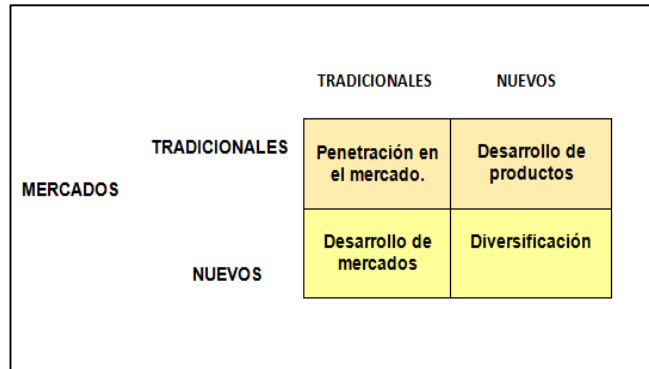 TRADICIONALES NUEVOS
TRADICIONALES
MERCADOS
NUEVOS
Penetración en
el mercado.
Desarrollo de
productos
Desarrollo de
mercados
Diversificación